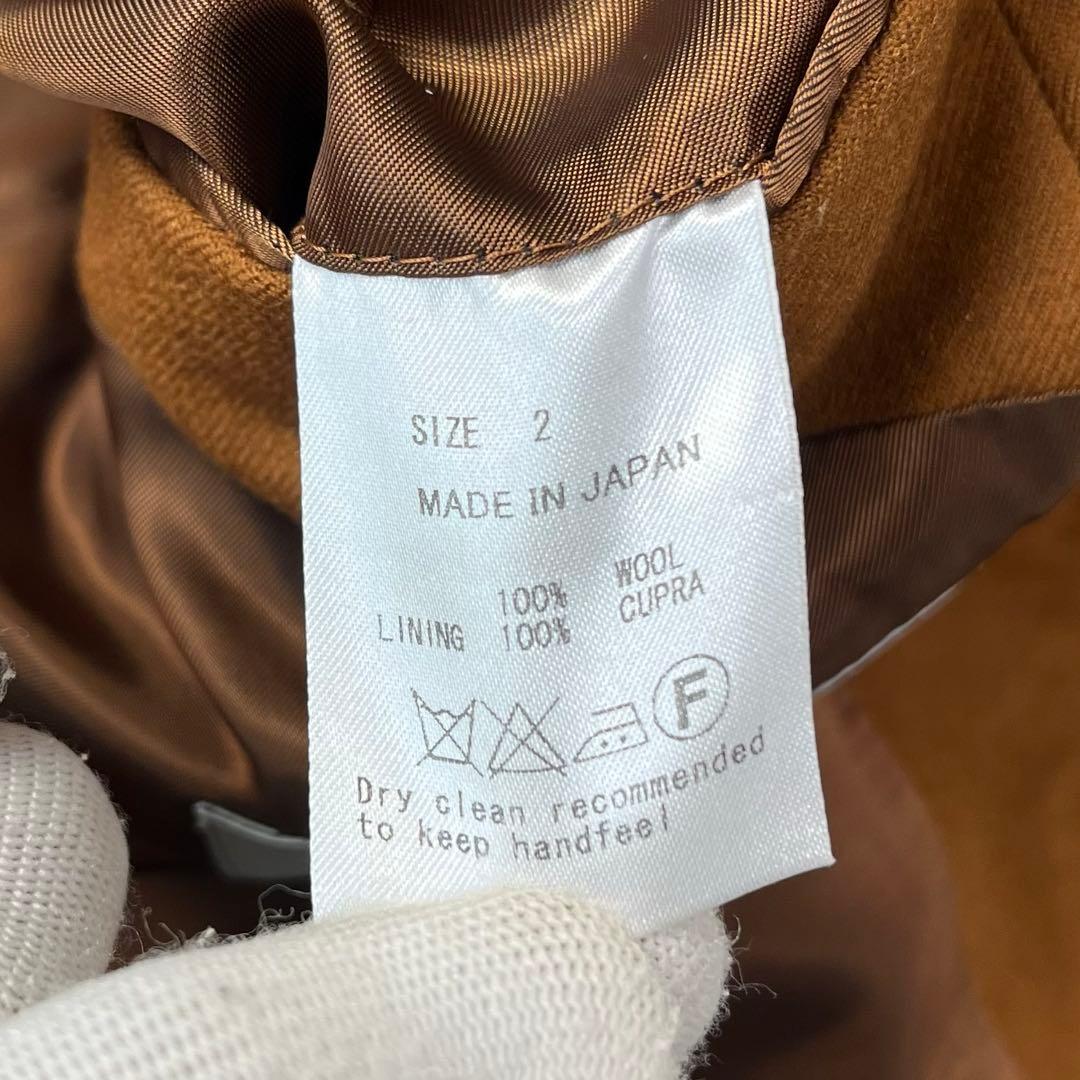 SIZE 2
MADE IN JAPAN
100% WOOL
LINING 100% CUPRA
F
Dry clean recommended
to keep handfeel